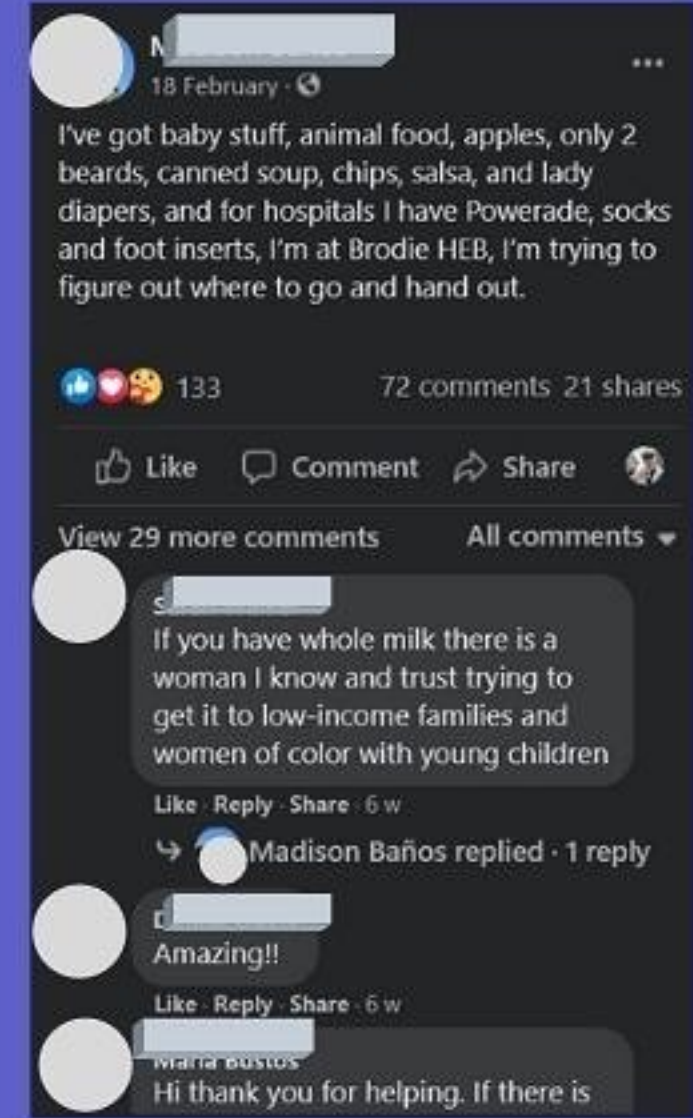 18 February
I've got baby stuff, animal food, apples, only 2
beards, canned soup, chips, salsa, and lady
diapers, and for hospitals I have Powerade, socks
and foot inserts, I'm at Brodie HEB, I'm trying to
figure out where to go and hand out.
133 72 comments 21 shares
Like Comment Share
View 29 more comments All comments
If you have whole milk there is a
woman I know and trust trying to
get it to low-income families and
women of color with young children
Like · Reply · Share · 6 w
Madison Baños replied · 1 reply
Amazing!!
Like · Reply · Share · 6 w
Maria Bustos
Hi thank you for helping. If there is